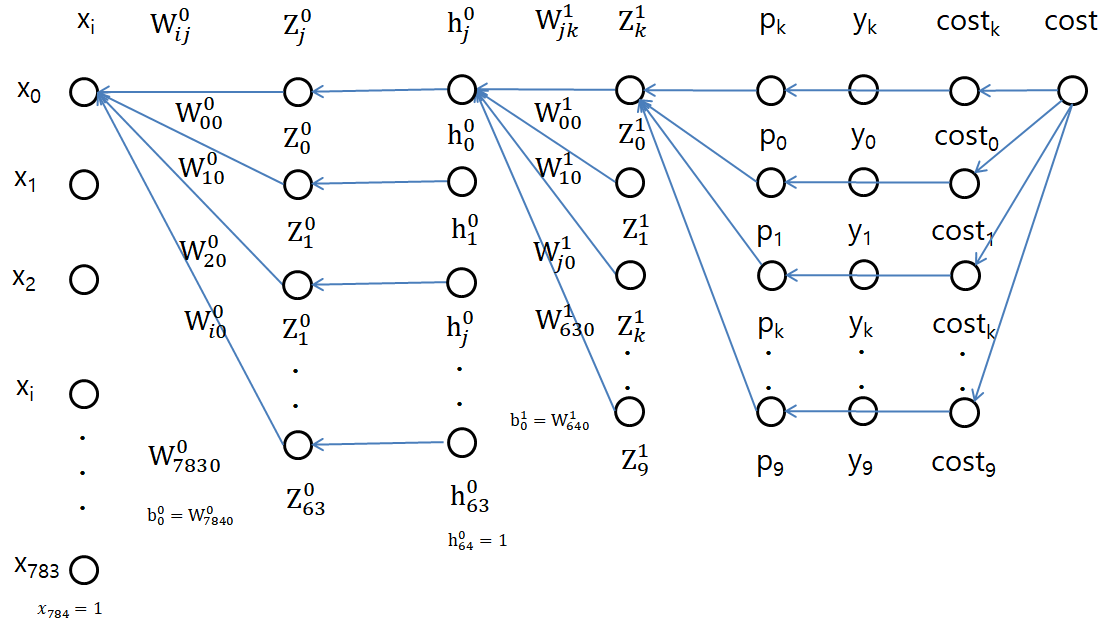 xᵢ W⁰ᵢⱼ Z⁰ⱼ h⁰ⱼ W¹ⱼₖ Z¹ₖ pₖ yₖ costₖ cost
x₀
W⁰₀₀ W¹₀₀
Z⁰₀ h⁰₀ Z¹₀ p₀ y₀ cost₀
x₁ W⁰₁₀ W¹₁₀
Z⁰₁ h⁰₁ Z¹₁ p₁ y₁ cost₁
W⁰₂₀ W¹ⱼ₀
x₂
W⁰ᵢ₀ Z⁰₁ h⁰ⱼ W¹₆₃₀ Z¹ₖ pₖ yₖ costₖ
xᵢ
b¹₀ = W¹₆₄₀
W⁰₇₈₃₀ Z¹₉ p₉ y₉ cost₉
Z⁰₆₃ h⁰₆₃
b⁰₀ = W⁰₇₈₄₀
h⁰₆₄ = 1
x₇₈₃
x₇₈₄ = 1